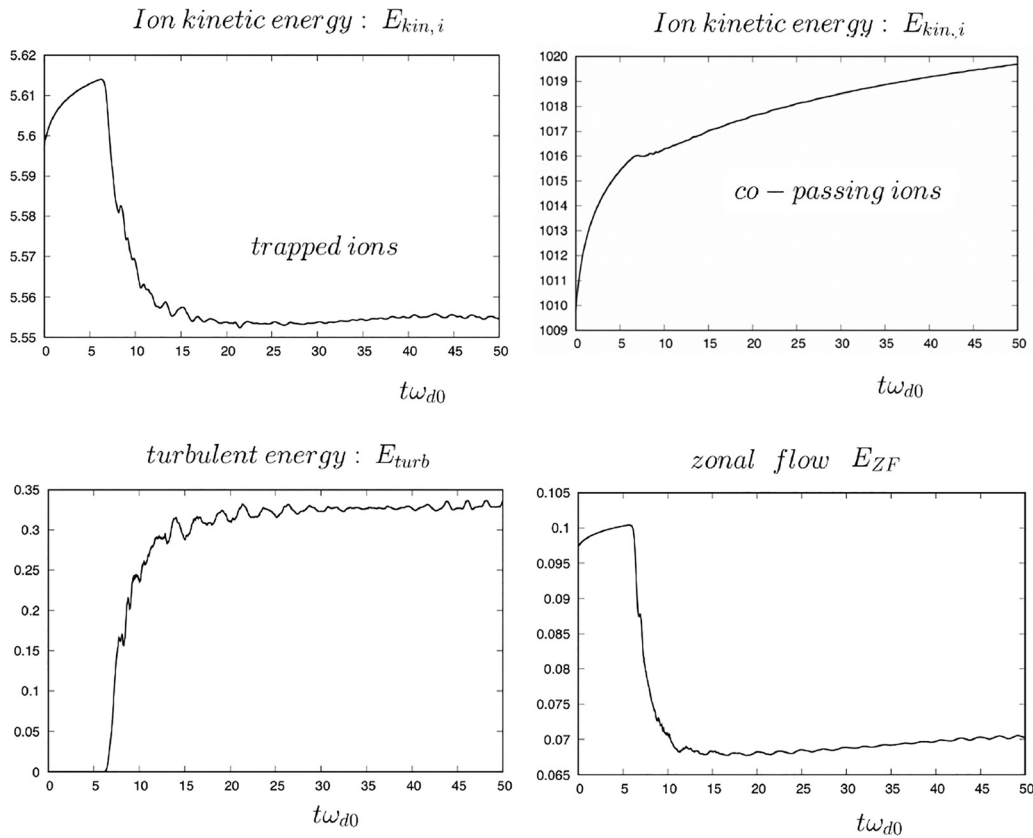 Ion kinetic energy : E_{kin, i}
5.62
5.61
5.6
5.59
5.58
5.57
5.56
5.55
trapped ions
0 5 10 15 20 25 30 35 40 45 50
tω_{d0}
Ion kinetic energy : E_{kin, i}
1020
1019
1018
1017
1016
1015
1014
1013
1012
1011
1010
1009
co − passing ions
0 5 10 15 20 25 30 35 40 45 50
tω_{d0}
turbulent energy : E_{turb}
0.35
0.3
0.25
0.2
0.15
0.1
0.05
0
0 5 10 15 20 25 30 35 40 45 50
tω_{d0}
zonal flow E_{ZF}
0.105
0.1
0.095
0.09
0.085
0.08
0.075
0.07
0.065
0 5 10 15 20 25 30 35 40 45 50
tω_{d0}